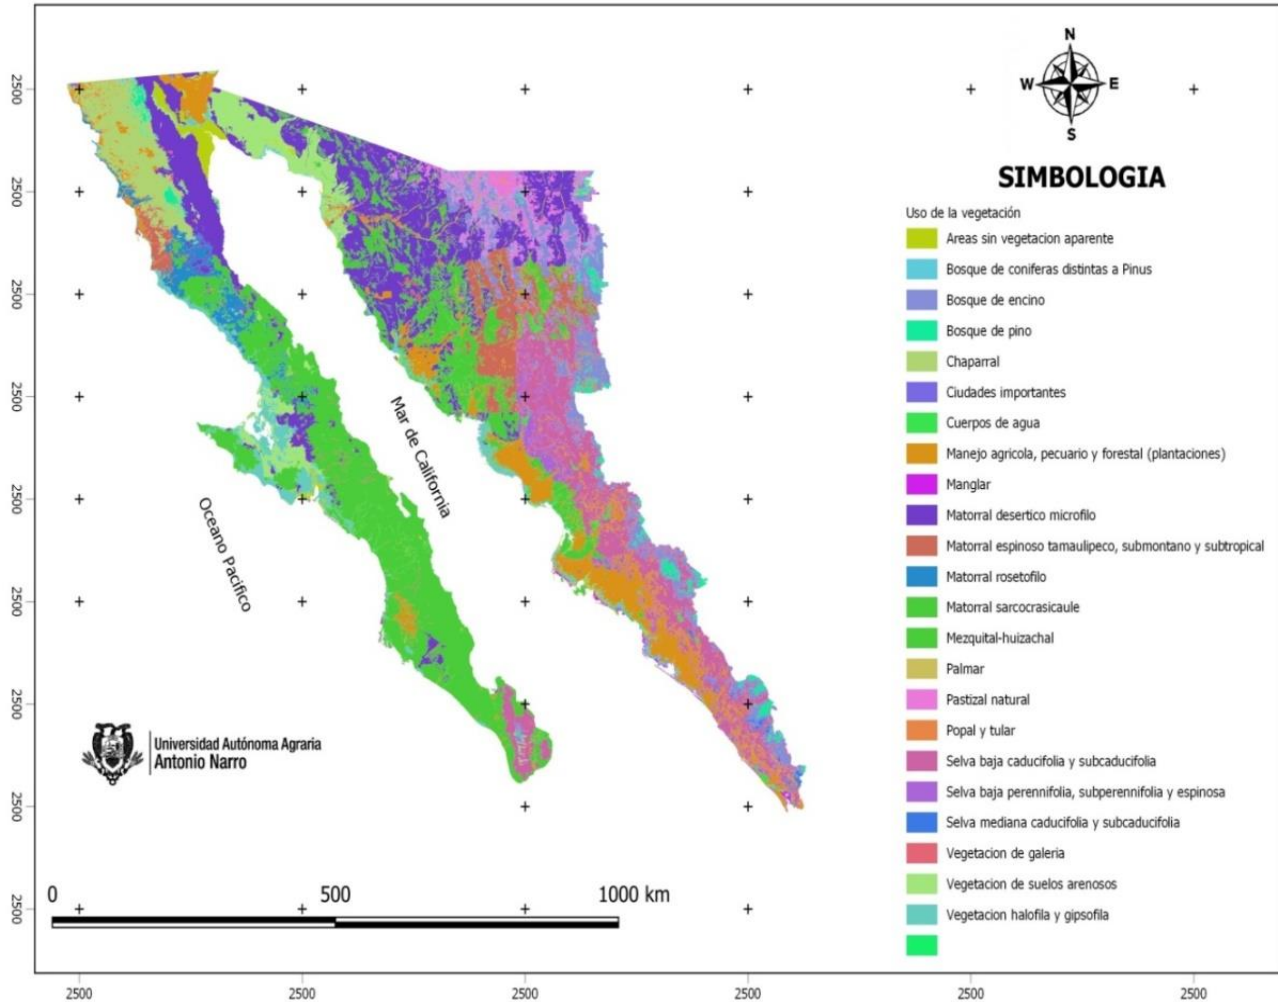 N
W E
S
SIMBOLOGIA
Uso de la vegetación
Areas sin vegetacion aparente
Bosque de coniferas distintas a Pinus
Bosque de encino
Bosque de pino
Chaparral
Ciudades importantes
Cuerpos de agua
Manejo agricola, pecuario y forestal (plantaciones)
Manglar
Matorral desertico microfilo
Matorral espinoso tamaulipeco, submontano y subtropical
Matorral rosetofilo
Matorral sarcocrasicaule
Mezquital-huizachal
Palmar
Pastizal natural
Popal y tular
Selva baja caducifolia y subcaducifolia
Selva baja perennifolia, subperennifolia y espinosa
Selva mediana caducifolia y subcaducifolia
Vegetacion de galeria
Vegetacion de suelos arenosos
Vegetacion halofila y gipsofila
Mar de California
Oceano Pacifico
Universidad Autónoma Agraria
Antonio Narro
0 500 1000 km
2500
2500
2500
2500
2500
2500
2500
2500
2500
2500 2500 2500 2500 2500 2500